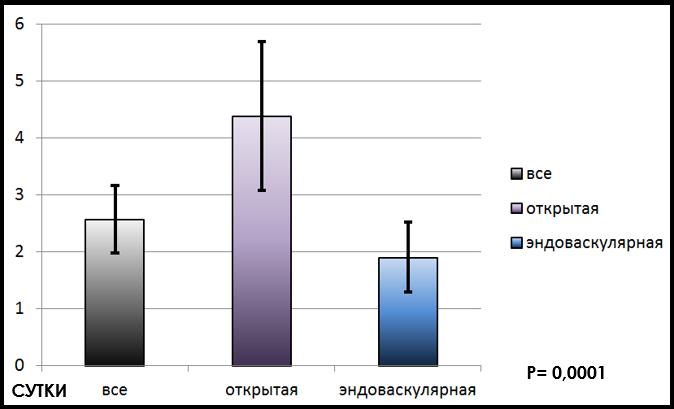 6
5
4
3
2
1
0
СУТКИ
все
открытая
эндоваскулярная
все
открытая
эндоваскулярная
P= 0,0001